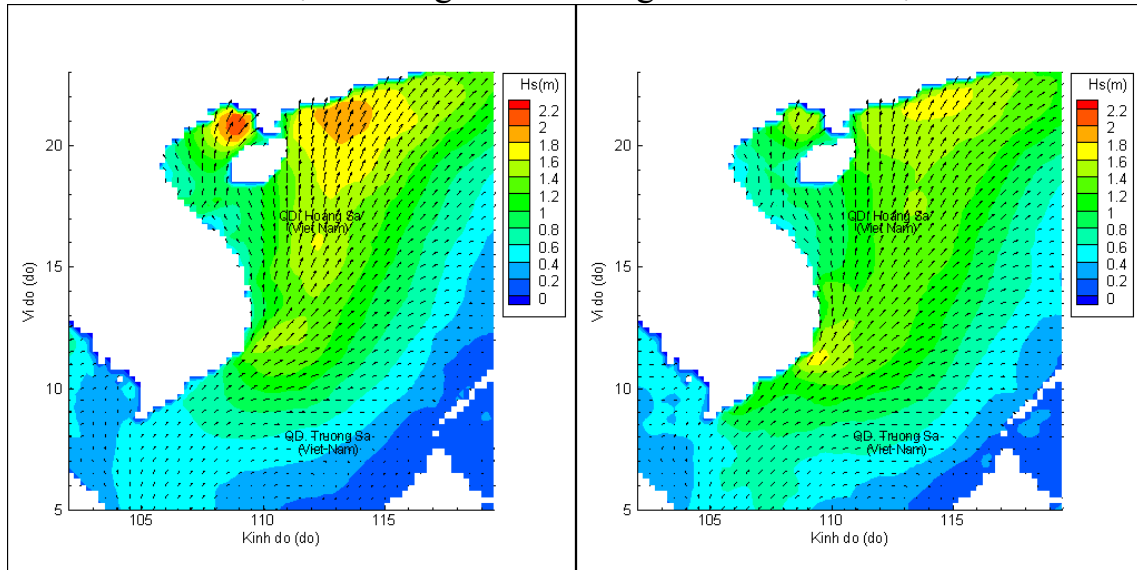 Hs(m)
2.2
2
1.8
1.6
1.4
1.2
1
0.8
0.6
0.4
0.2
0
20
15
10
5
105
110
115
Vi do (do)
Kinh do (do)
QD. Hoang Sa
(Viet Nam)
QD. Truong Sa
(Viet-Nam)
Hs(m)
2.2
2
1.8
1.6
1.4
1.2
1
0.8
0.6
0.4
0.2
0
20
15
10
5
105
110
115
Vi do (do)
Kinh do (do)
QD. Hoang Sa
(Viet Nam)
QD. Truong Sa
(Viet-Nam)